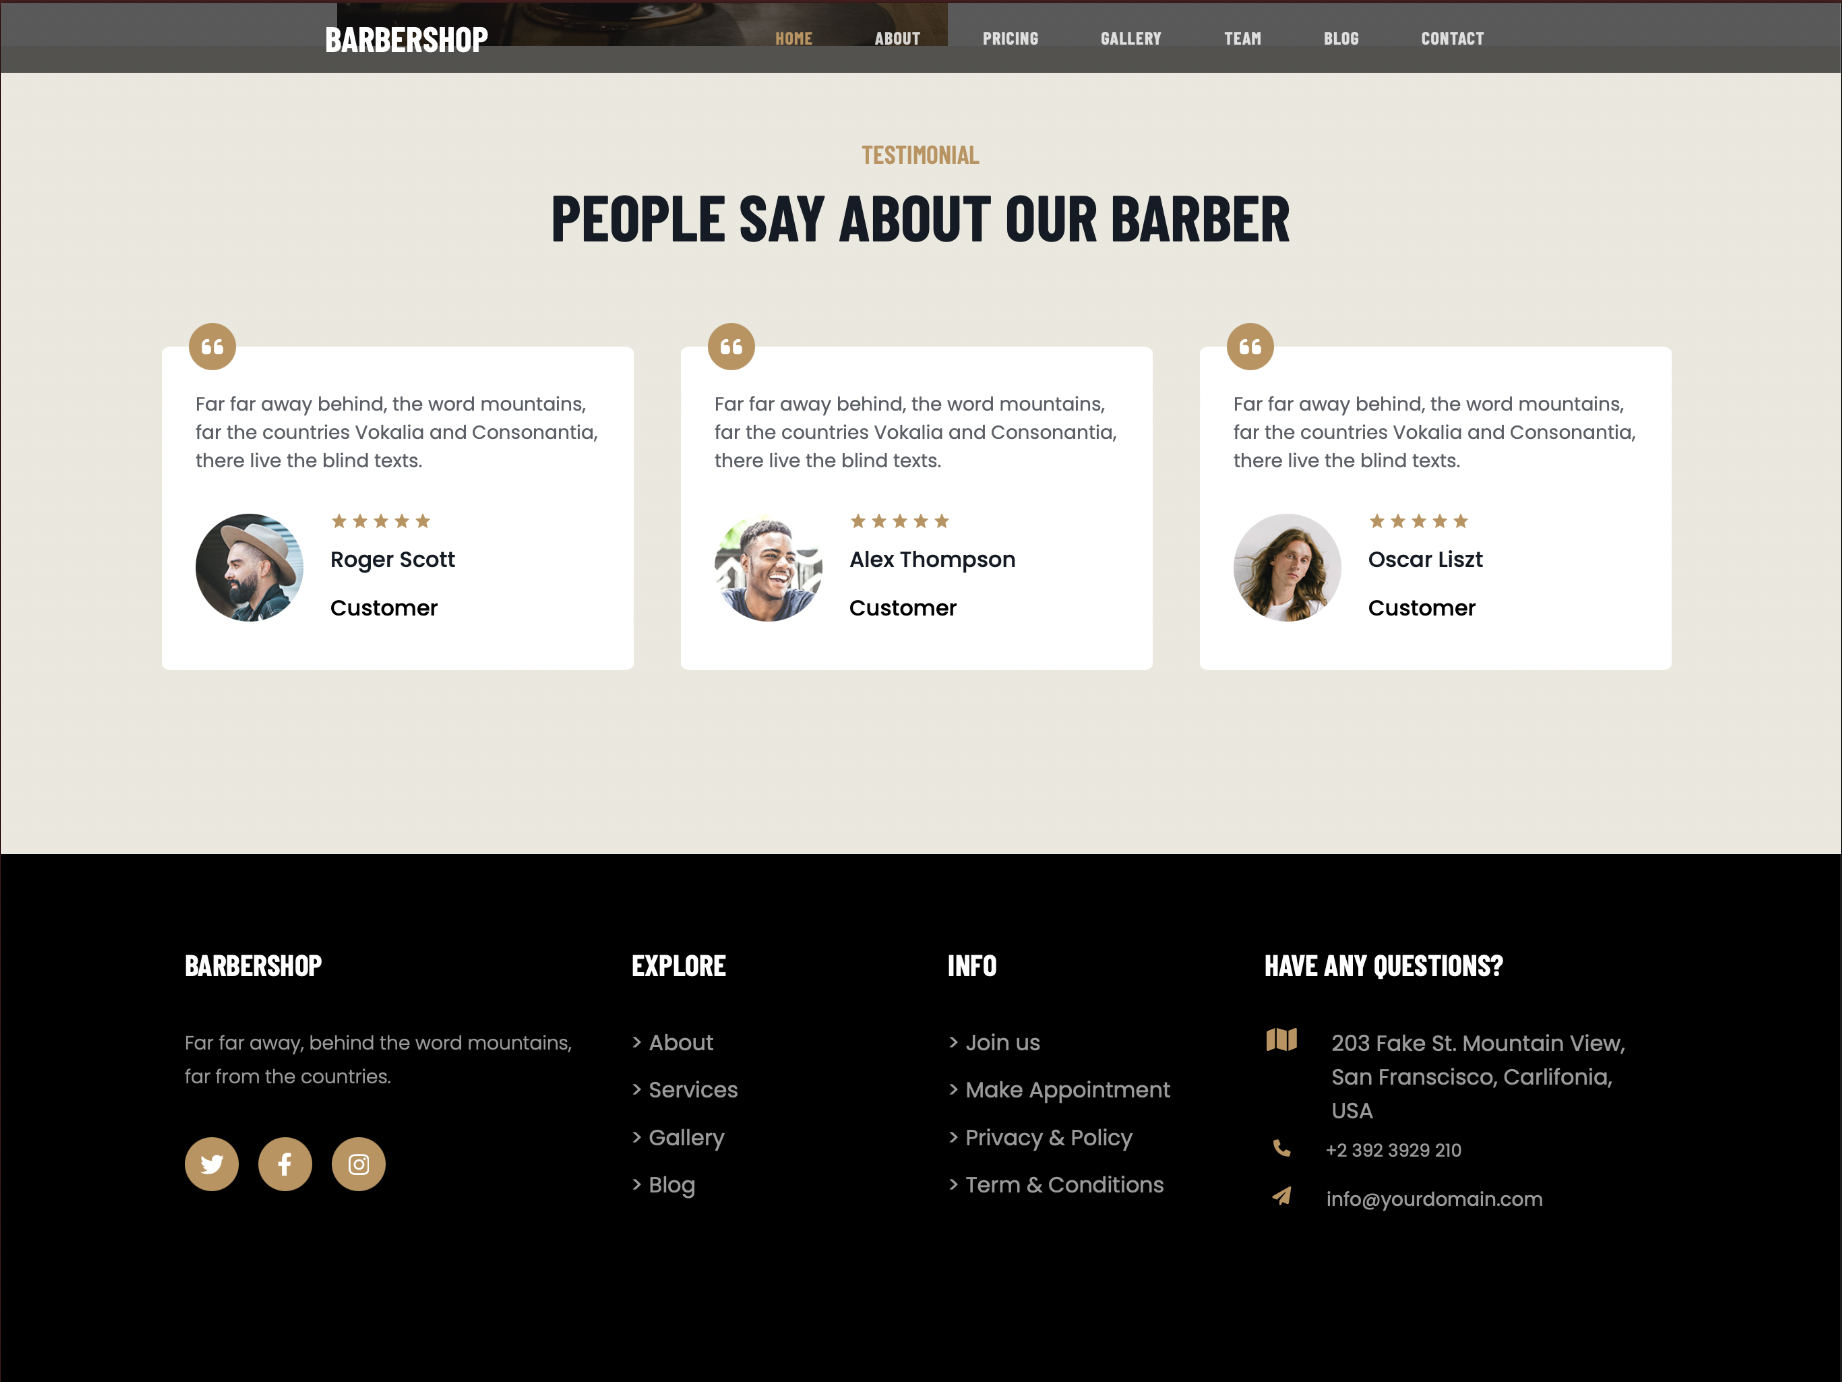 BARBERSHOP
HOME ABOUT PRICING GALLERY TEAM BLOG CONTACT
TESTIMONIAL
PEOPLE SAY ABOUT OUR BARBER
Far far away behind, the word mountains,
far the countries Vokalia and Consonantia,
there live the blind texts.
Roger Scott
Customer
Far far away behind, the word mountains,
far the countries Vokalia and Consonantia,
there live the blind texts.
Alex Thompson
Customer
Far far away behind, the word mountains,
far the countries Vokalia and Consonantia,
there live the blind texts.
Oscar Liszt
Customer
BARBERSHOP
Far far away, behind the word mountains,
far from the countries.
EXPLORE
> About
> Services
> Gallery
> Blog
INFO
> Join us
> Make Appointment
> Privacy & Policy
> Term & Conditions
HAVE ANY QUESTIONS?
203 Fake St. Mountain View,
San Franscisco, Carlifonia,
USA
+2 392 3929 210
info@yourdomain.com